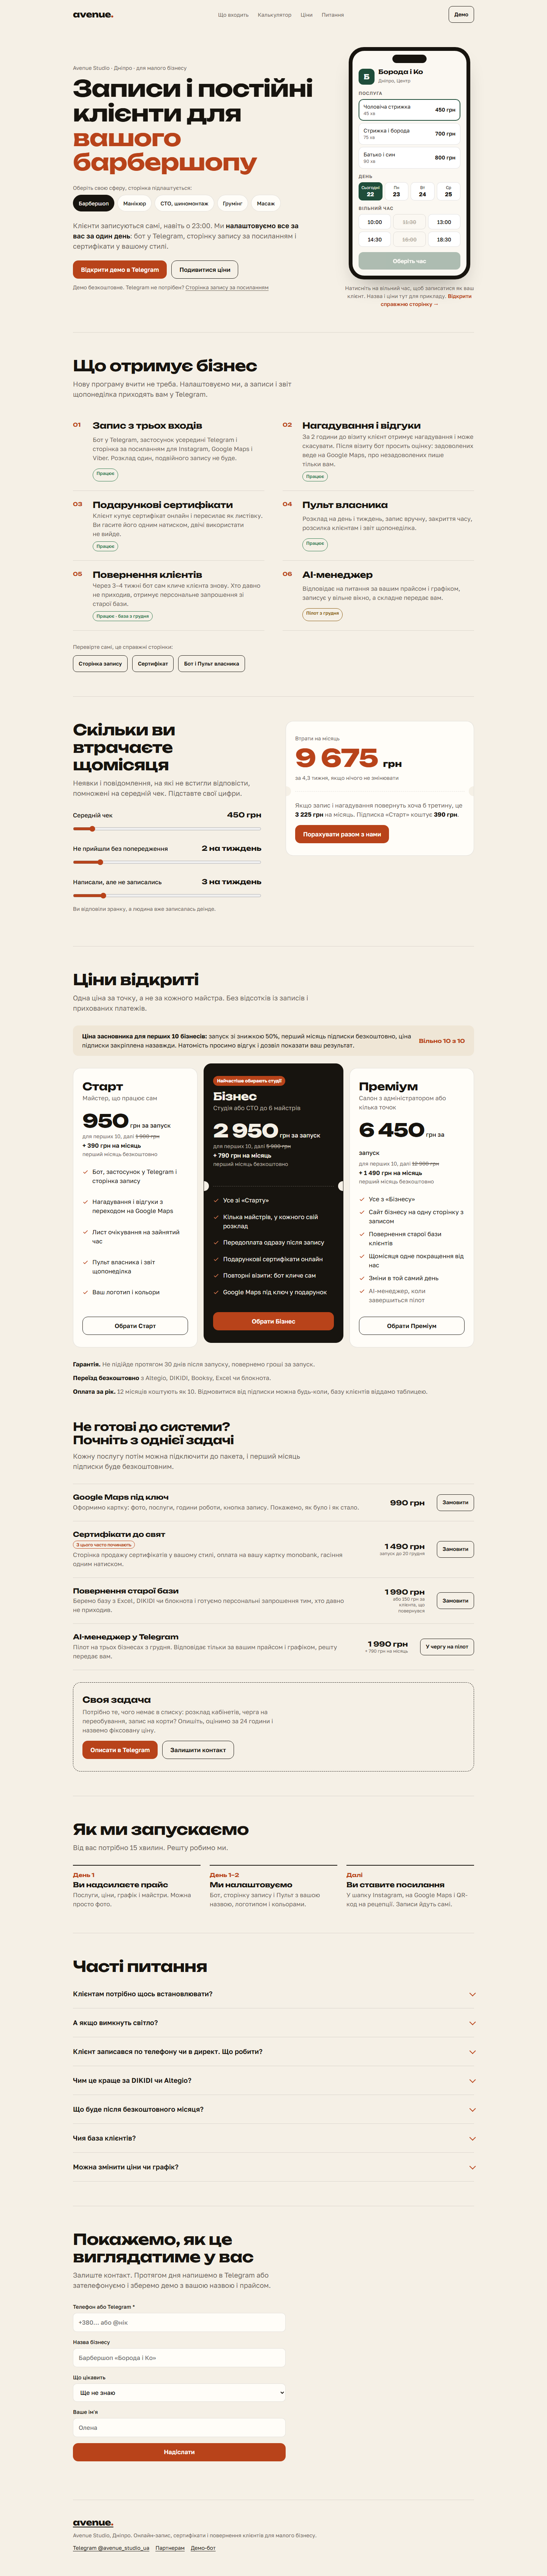 avenue.
Що входить
Калькулятор
Ціни
Питання
Демо
Avenue Studio · Дніпро · для малого бізнесу
Записи і постійні
клієнти для
вашого
барбершопу
Оберіть свою сферу, сторінка підлаштується:
Барбершоп
Манікюр
СТО, шиномонтаж
Грумінг
Масаж
Клієнти записуються самі, навіть о 23:00. Ми налаштовуємо все за
вас за один день: бот у Telegram, сторінку запису за посиланням і
сертифікати у вашому стилі.
Відкрити демо в Telegram
Подивитися ціни
Демо безкоштовне. Telegram не потрібен? Сторінка запису за посиланням
Б
Борода і Ко
Дніпро, Центр
ПОСЛУГА
Чоловіча стрижка
45 хв
450 грн
Стрижка і борода
75 хв
700 грн
Батько і син
90 хв
800 грн
ДЕНЬ
Сьогодні
22
Пн
23
Вт
24
Ср
25
ВІЛЬНИЙ ЧАС
10:00
11:00
13:00
14:30
16:00
18:30
Оберіть час
Натисніть на вільний час, щоб записатися як ваш
клієнт. Назва і ціни тут для прикладу. Відкрити
справжню сторінку →
Що отримує бізнес
Нову програму вчити не треба. Налаштовуємо ми, а записи і звіт
щопонеділка приходять вам у Telegram.
01
Запис з трьох входів
Бот у Telegram, застосунок усередині Telegram і
сторінка за посиланням для Instagram, Google Maps і
Viber. Розклад один, подвійного запису не буде.
Працює
02
Нагадування і відгуки
За 2 години до візиту клієнт отримує нагадування і може
скасувати. Після візиту бот просить оцінку: задоволених
веде на Google Maps, про незадоволених пише
тільки вам.
Працює
03
Подарункові сертифікати
Клієнт купує сертифікат онлайн і пересилає як листівку.
Ви гасите його одним натиском, двічі використати
не вийде.
Працює
04
Пульт власника
Розклад на день і тиждень, запис вручну, закриття часу,
розсилка клієнтам і звіт щопонеділка.
Працює
05
Повернення клієнтів
Через 3–4 тижні бот сам кличе клієнта знову. Хто давно
не приходив, отримує персональне запрошення зі
старої бази.
Працює · база з грудня
06
AI-менеджер
Відповідає на питання за вашим прайсом і графіком,
записує у вільне вікно, а складне передає вам.
Пілот з грудня
Перевірте самі, це справжні сторінки:
Сторінка запису
Сертифікат
Бот і Пульт власника
Скільки ви
втрачаєте
щомісяця
Неявки і повідомлення, на які не встигли відповісти,
помножені на середній чек. Підставте свої цифри.
Середній чек
450 грн
Не прийшли без попередження
2 на тиждень
Написали, але не записались
3 на тиждень
Ви відповіли зранку, а людина вже записалась деінде.
Втрати на місяць
9 675 грн
за 4,3 тижня, якщо нічого не змінювати
Якщо запис і нагадування повернуть хоча б третину, це
3 225 грн на місяць. Підписка «Старт» коштує 390 грн.
Порахувати разом з нами
Ціни відкриті
Одна ціна за точку, а не за кожного майстра. Без відсотків із записів і
прихованих платежів.
Ціна засновника для перших 10 бізнесів: запуск зі знижкою 50%, перший місяць підписки безкоштовно, ціна
підписки закріплена назавжди. Натомість просимо відгук і дозвіл показати ваш результат.
Вільно 10 з 10
Старт
Майстер, що працює сам
950 грн за запуск
для перших 10, далі 1 900 грн
+ 390 грн на місяць
перший місяць безкоштовно
Бот, застосунок у Telegram і
сторінка запису
Нагадування і відгуки з
переходом на Google Maps
Лист очікування на зайнятий
час
Пульт власника і звіт
щопонеділка
Ваш логотип і кольори
Обрати Старт
Найчастіше обирають студії
Бізнес
Студія або СТО до 6 майстрів
2 950 грн за запуск
для перших 10, далі 5 900 грн
+ 790 грн на місяць
перший місяць безкоштовно
Усе зі «Старту»
Кілька майстрів, у кожного свій
розклад
Передоплата одразу після запису
Подарункові сертифікати онлайн
Повторні візити: бот кличе сам
Google Maps під ключ у подарунок
Обрати Бізнес
Преміум
Салон з адміністратором або
кілька точок
6 450 грн за
запуск
для перших 10, далі 12 900 грн
+ 1 490 грн на місяць
перший місяць безкоштовно
Усе з «Бізнесу»
Сайт бізнесу на одну сторінку з
записом
Повернення старої бази
клієнтів
Щомісяця одне покращення від
нас
Зміни в той самий день
AI-менеджер, коли
завершиться пілот
Обрати Преміум
Гарантія. Не підійде протягом 30 днів після запуску, повернемо гроші за запуск.
Переїзд безкоштовно з Altegio, DIKIDI, Booksy, Excel чи блокнота.
Оплата за рік. 12 місяців коштують як 10. Відмовитися від підписки можна будь-коли, базу клієнтів віддамо таблицею.
Не готові до системи?
Почніть з однієї задачі
Кожну послугу потім можна підключити до пакета, і перший місяць
підписки буде безкоштовним.
Google Maps під ключ
Оформимо картку: фото, послуги, години роботи, кнопка запису. Покажемо, як було і як стало.
990 грн
Замовити
Сертифікати до свят
З цього часто починають
Сторінка продажу сертифікатів у вашому стилі, оплата на вашу картку monobank, гасіння
одним натиском.
1 490 грн
запуск до 20 грудня
Замовити
Повернення старої бази
Беремо базу з Excel, DIKIDI чи блокнота і готуємо персональні запрошення тим, хто давно
не приходив.
1 990 грн
або 150 грн за
клієнта, що
повернувся
Замовити
AI-менеджер у Telegram
Пілот на трьох бізнесах з грудня. Відповідає тільки за вашим прайсом і графіком, решту
передає вам.
1 990 грн
+ 790 грн на місяць
У чергу на пілот
Своя задача
Потрібно те, чого немає в списку: розклад кабінетів, черга на
переобування, запис на корти? Опишіть, оцінимо за 24 години і
назвемо фіксовану ціну.
Описати в Telegram
Залишити контакт
Як ми запускаємо
Від вас потрібно 15 хвилин. Решту робимо ми.
День 1
Ви надсилаєте прайс
Послуги, ціни, графік і майстри. Можна
просто фото.
День 1–2
Ми налаштовуємо
Бот, сторінку запису і Пульт з вашою
назвою, логотипом і кольорами.
Далі
Ви ставите посилання
У шапку Instagram, на Google Maps і QR-
код на рецепції. Записи йдуть самі.
Часті питання
Клієнтам потрібно щось встановлювати?
А якщо вимкнуть світло?
Клієнт записався по телефону чи в директ. Що робити?
Чим це краще за DIKIDI чи Altegio?
Що буде після безкоштовного місяця?
Чия база клієнтів?
Можна змінити ціни чи графік?
Покажемо, як це
виглядатиме у вас
Залиште контакт. Протягом дня напишемо в Telegram або
зателефонуємо і зберемо демо з вашою назвою і прайсом.
Телефон або Telegram *
+380… або @нік
Назва бізнесу
Барбершоп «Борода і Ко»
Що цікавить
Ще не знаю
Ваше ім'я
Олена
Надіслати
avenue.
Avenue Studio, Дніпро. Онлайн-запис, сертифікати і повернення клієнтів для малого бізнесу.
Telegram @avenue_studio_ua
Партнерам
Демо-бот